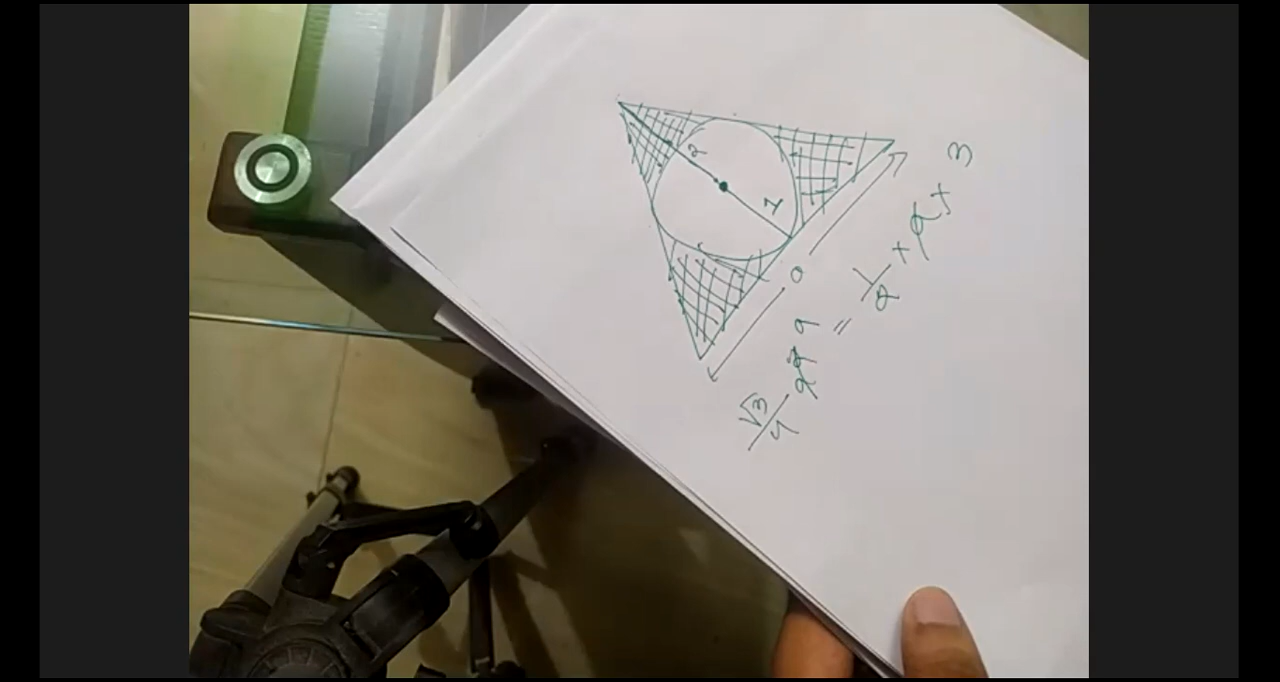 2
1
a
√3/4 a² = 1/2 × a × 3